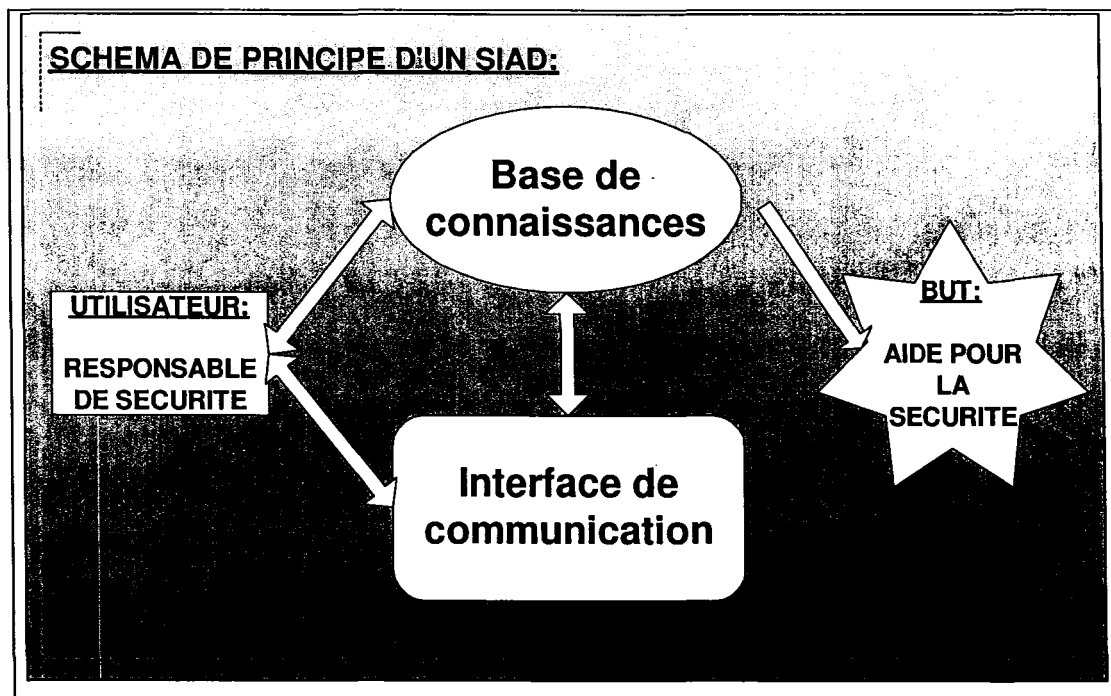 SCHEMA DE PRINCIPE D'UN SIAD:
Base de
connaissances
UTILISATEUR:
RESPONSABLE
DE SECURITE
BUT:
AIDE POUR
LA
SECURITE
Interface de
communication